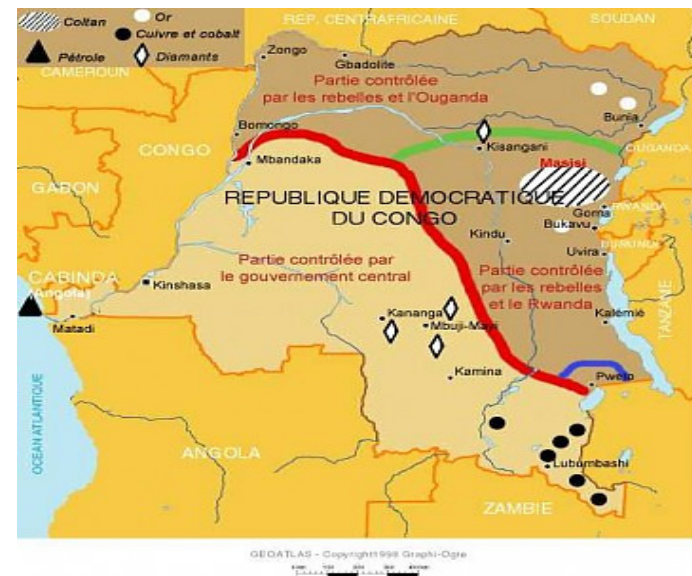 Coltan
Or
Cuivre et cobalt
Pétrole
Diamants
REP. CENTRAFRICAINE
SOUDAN
CAMEROUN
Zongo
Gbadolite
Partie contrôlée
par les rebelles et l'Ouganda
Bunia
Bomongo
CONGO
Mbandaka
Kisangani
OUGANDA
Masisi
GABON
REPUBLIQUE DEMOCRATIQUE
DU CONGO
Goma
RWANDA
Bukavu
Kindu
Uvira
BURUNDI
Partie contrôlée par
le gouvernement central
Partie contrôlée
par les rebelles
et le Rwanda
CABINDA
(Angola)
Kinshasa
Matadi
Kananga
Mbuji-Mayi
Kalémié
TANZANIE
Kamina
Pweto
OCEAN ATLANTIQUE
ANGOLA
Lubumbashi
ZAMBIE
GEOATLAS - Copyright1998 Graphi-Ogre